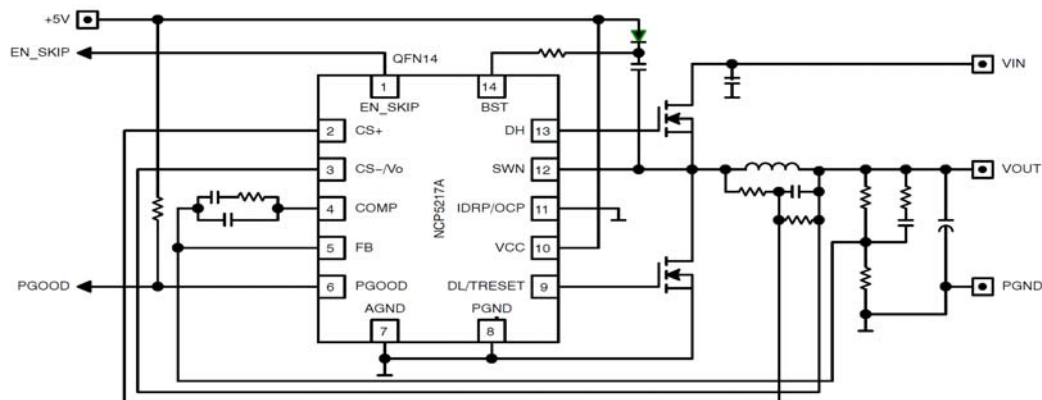 +5V
EN_SKIP
QFN14
VIN
1
14
EN_SKIP
BST
2
CS+
DH
13
3
CS-/Vo
SWN
12
VOUT
4
COMP
IDRP/OCP
11
NCP5217A
5
FB
VCC
10
PGOOD
6
PGOOD
DL/TRESET
9
PGND
AGND
PGND
7
8